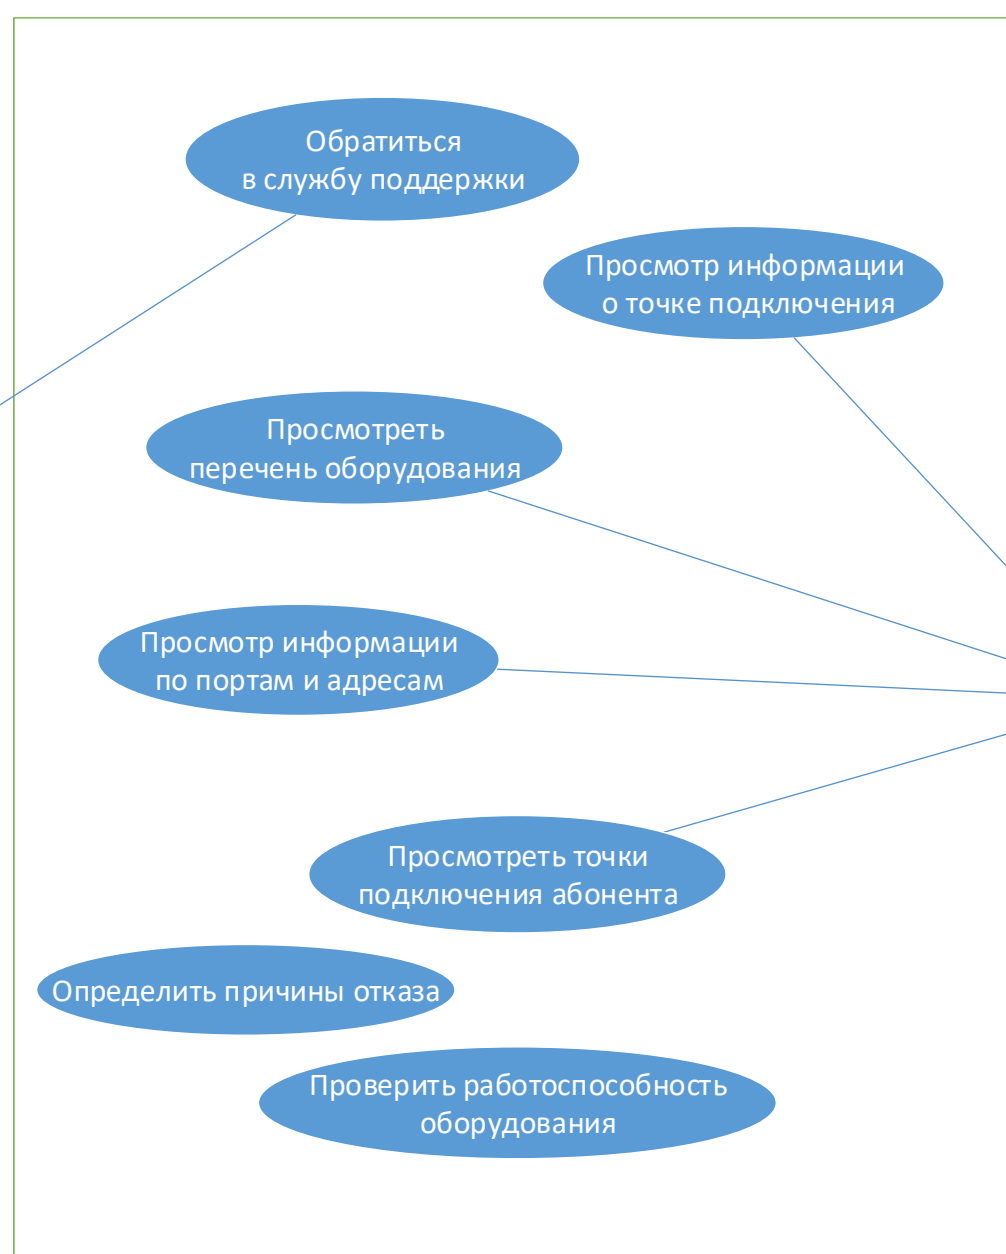 Обратиться
в службу поддержки
Просмотр информации
о точке подключения
Просмотреть
перечень оборудования
Просмотр информации
по портам и адресам
Просмотреть точки
подключения абонента
Определить причины отказа
Проверить работоспособность
оборудования